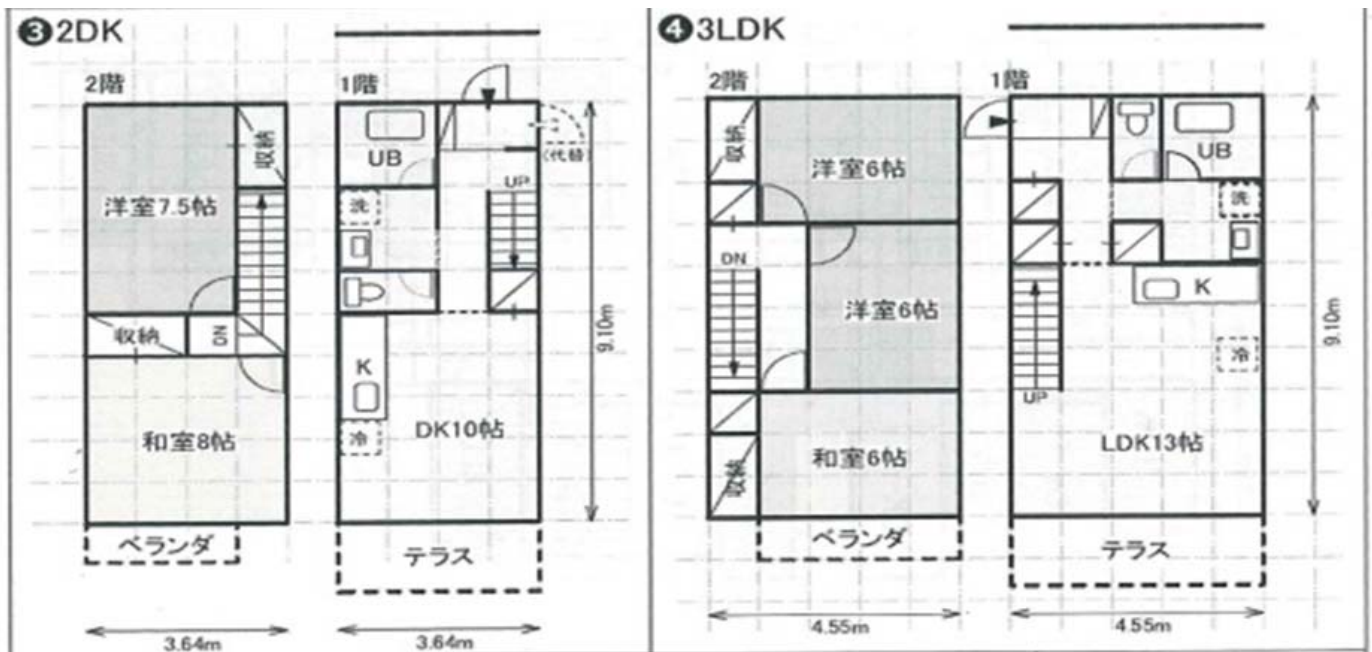 ❸2DK
2階
収納
洋室7.5帖
収納
DN
和室8帖
ベランダ
3.64m
1階
UB
(代替)
洗
UP
K
冷
DK10帖
テラス
9.10m
3.64m
❹3LDK
2階
収納
洋室6帖
DN
洋室6帖
和室6帖
収納
ベランダ
4.55m
1階
UB
洗
K
冷
UP
LDK13帖
テラス
9.10m
4.55m